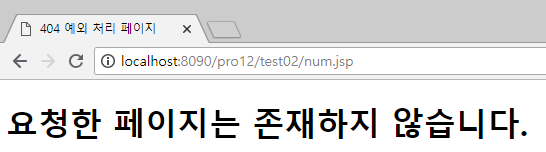 404 예외 처리 페이지
localhost:8090/pro12/test02/num.jsp
요청한 페이지는 존재하지 않습니다.